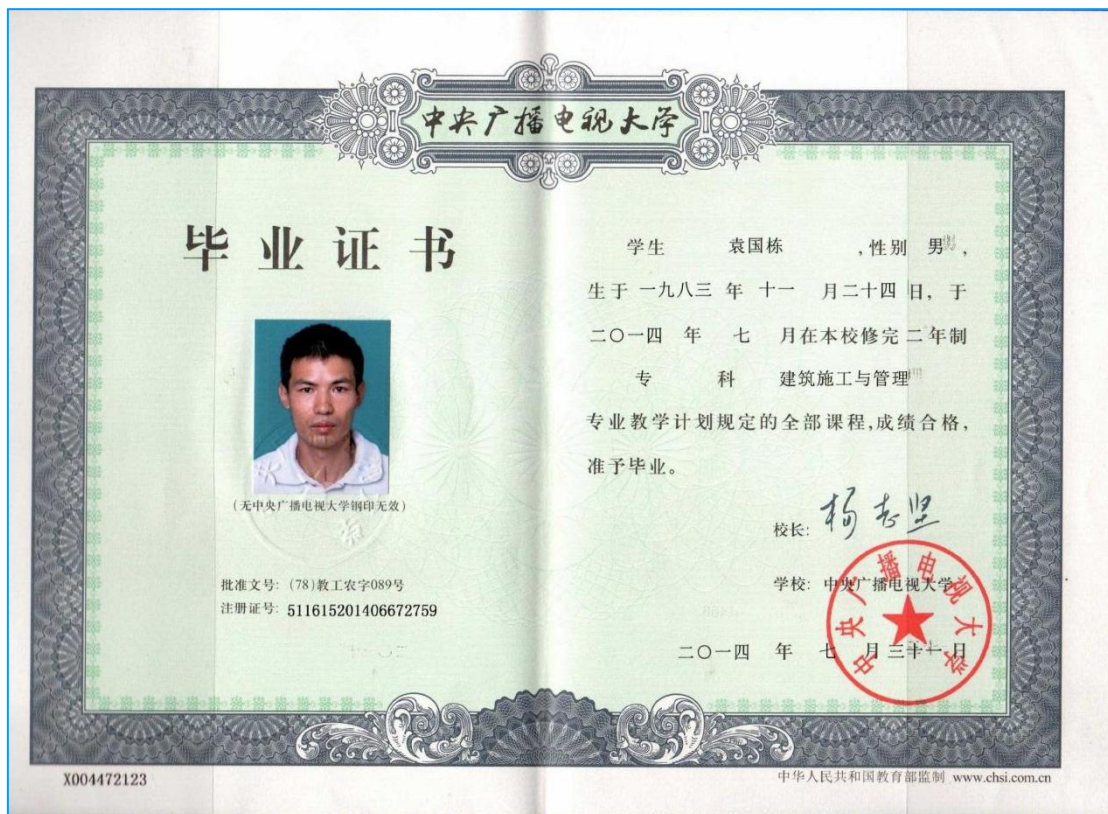 中央广播电视大学
毕业证书
(无中央广播电视大学钢印无效)
批准文号: (78)教工农字089号
注册证号: 511615201406672759
学生 袁国栋 ,性别 男,
生于 一九八三 年 十一 月二十四 日, 于
二〇一四 年 七 月在本校修完 二年制
专 科 建筑施工与管理
专业教学计划规定的全部课程,成绩合格,
准予毕业。
校长: 杨志坚
学校: 中央广播电视大学
中央广播电视大学
二〇一四 年 七 月三十一日
X004472123
中华人民共和国教育部监制 www.chsi.com.cn